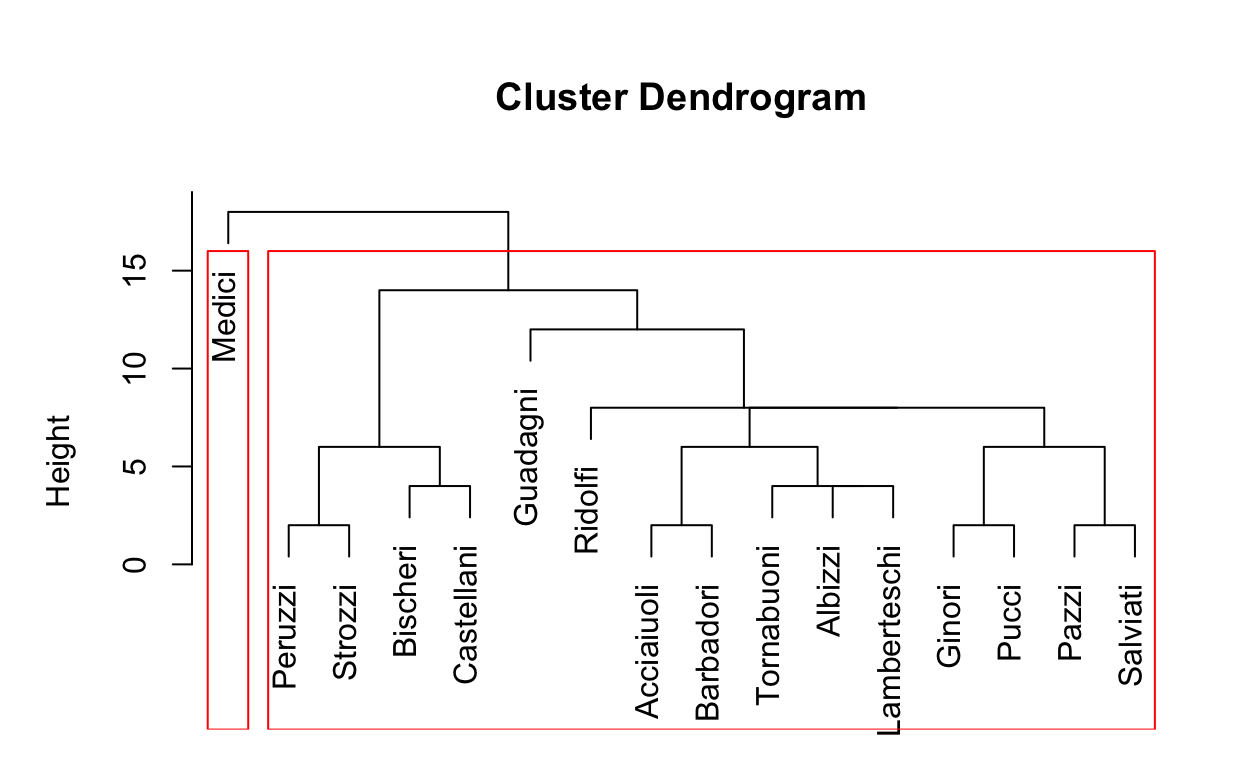 Cluster Dendrogram
Height
15
10
5
0
Medici
Peruzzi
Strozzi
Bischeri
Castellani
Guadagni
Ridolfi
Acciaiuoli
Barbadori
Tornabuoni
Albizzi
Lamberteschi
Ginori
Pucci
Pazzi
Salviati